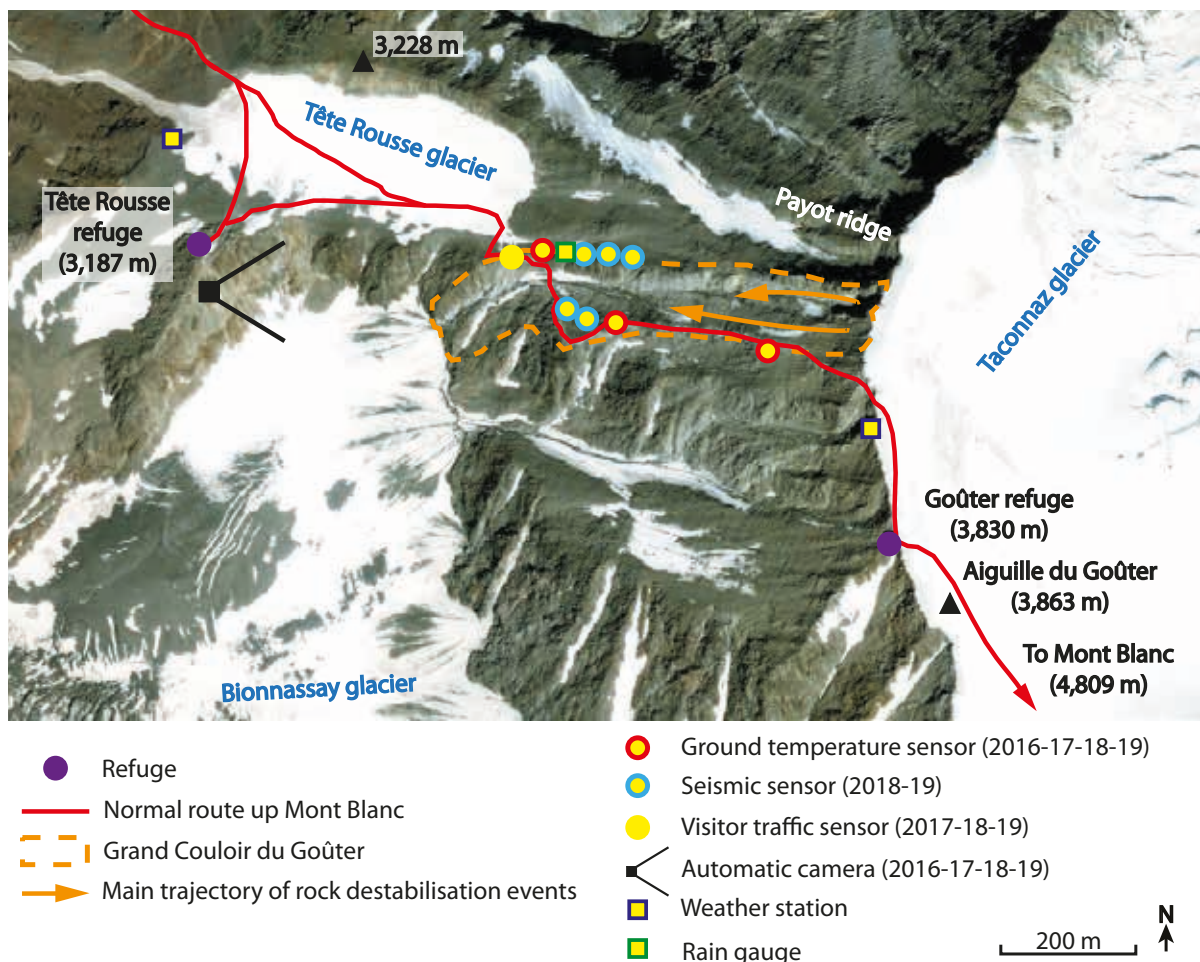 3,228 m
Tête Rousse glacier
Tête Rousse
refuge
(3,187 m)
Payot ridge
Taconnaz glacier
Goûter refuge
(3,830 m)
Aiguille du Goûter
(3,863 m)
To Mont Blanc
(4,809 m)
Bionnassay glacier
Refuge
Normal route up Mont Blanc
Grand Couloir du Goûter
Main trajectory of rock destabilisation events
Ground temperature sensor (2016-17-18-19)
Seismic sensor (2018-19)
Visitor traffic sensor (2017-18-19)
Automatic camera (2016-17-18-19)
Weather station
Rain gauge
200 m
N